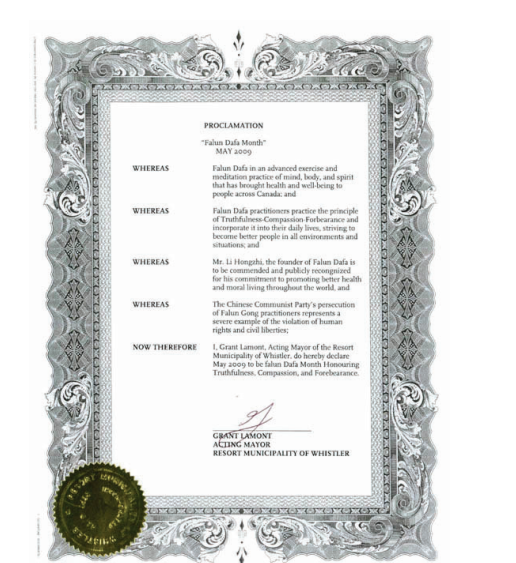 PROCLAMATION
"Falun Dafa Month"
MAY 2009
WHEREAS
Falun Dafa in an advanced exercise and
meditation practice of mind, body, and spirit
that has brought health and well-being to
people across Canada; and
WHEREAS
Falun Dafa practitioners practice the principle
of Truthfulness-Compassion-Forbearance and
incorporate it into their daily lives, striving to
become better people in all environments and
situations; and
WHEREAS
Mr. Li Hongzhi, the founder of Falun Dafa is
to be commended and publicly recongnized
for his commitment to promoting better health
and moral living throughout the world, and
WHEREAS
The Chinese Communist Party's persecution
of Falun Gong practitioners represents a
severe example of the violation of human
rights and civil liberties;
NOW THEREFORE
I, Grant Lamont, Acting Mayor of the Resort
Municipality of Whistler, do hereby declare
May 2009 to be falun Dafa Month Honouring
Truthfulness, Compassion, and Forebearance.
GRANT LAMONT
ACTING MAYOR
RESORT MUNICIPALITY OF WHISTLER